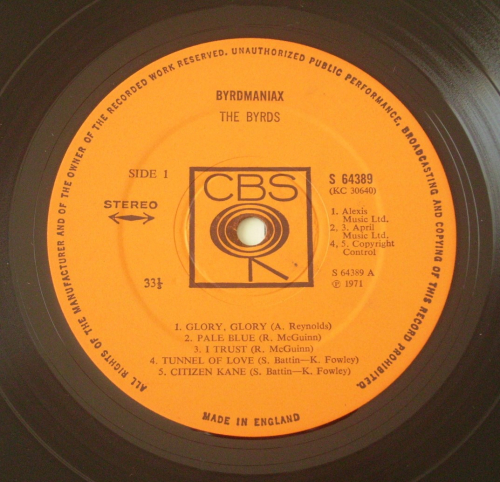 ALL RIGHTS OF THE MANUFACTURER AND OF THE OWNER OF THE RECORDED WORK RESERVED. UNAUTHORIZED PUBLIC PERFORMANCE, BROADCASTING AND COPYING OF THIS RECORD PROHIBITED.
BYRDMANIAX
THE BYRDS
SIDE 1
CBS
S 64389
(KC 30640)
STEREO
1. Alexis
Music Ltd.
2, 3. April
Music Ltd.
4, 5. Copyright
Control
33⅓
S 64389 A
℗ 1971
1. GLORY, GLORY (A. Reynolds)
2. PALE BLUE (R. McGuinn)
3. I TRUST (R. McGuinn)
4. TUNNEL OF LOVE (S. Battin—K. Fowley)
5. CITIZEN KANE (S. Battin—K. Fowley)
MADE IN ENGLAND